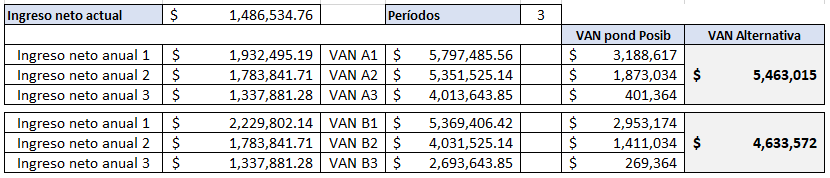 Ingreso neto actual $ 1,486,534.76 Períodos 3
VAN pond Posib VAN Alternativa
Ingreso neto anual 1 $ 1,932,495.19 VAN A1 $ 5,797,485.56 $ 3,188,617
Ingreso neto anual 2 $ 1,783,841.71 VAN A2 $ 5,351,525.14 $ 1,873,034 $ 5,463,015
Ingreso neto anual 3 $ 1,337,881.28 VAN A3 $ 4,013,643.85 $ 401,364
Ingreso neto anual 1 $ 2,229,802.14 VAN B1 $ 5,369,406.42 $ 2,953,174
Ingreso neto anual 2 $ 1,783,841.71 VAN B2 $ 4,031,525.14 $ 1,411,034 $ 4,633,572
Ingreso neto anual 3 $ 1,337,881.28 VAN B3 $ 2,693,643.85 $ 269,364